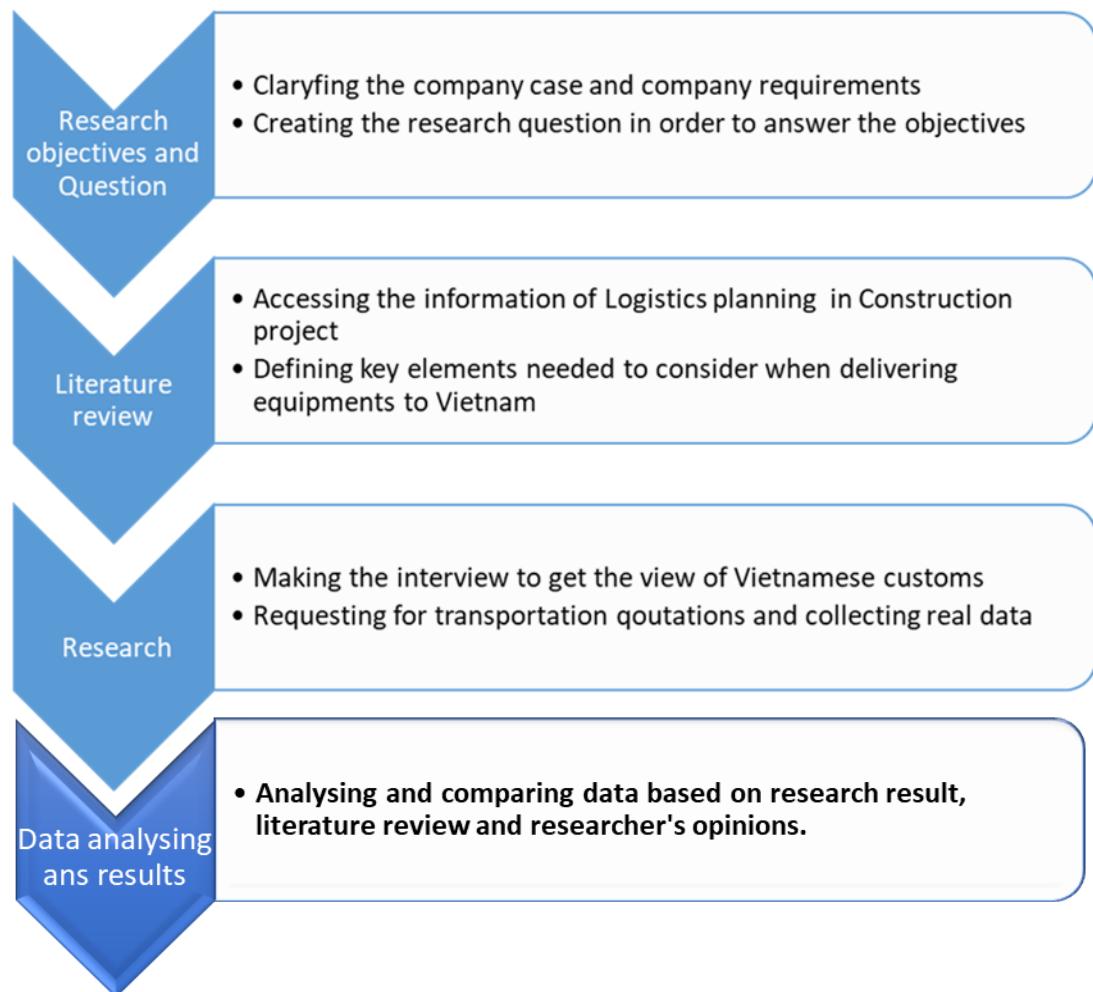 Research
objectives and
Question
• Claryfing the company case and company requirements
• Creating the research question in order to answer the objectives
Literature
review
• Accessing the information of Logistics planning in Construction
project
• Defining key elements needed to consider when delivering
equipments to Vietnam
Research
• Making the interview to get the view of Vietnamese customs
• Requesting for transportation qoutations and collecting real data
Data analysing
ans results
• Analysing and comparing data based on research result,
literature review and researcher's opinions.